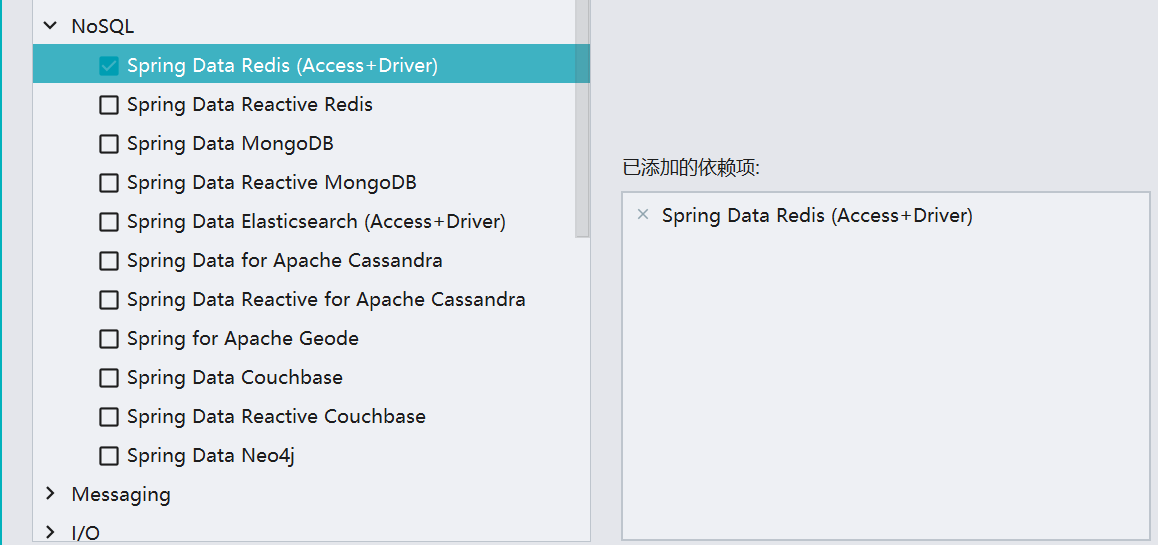 NoSQL
Spring Data Redis (Access+Driver)
Spring Data Reactive Redis
Spring Data MongoDB
Spring Data Reactive MongoDB
Spring Data Elasticsearch (Access+Driver)
Spring Data for Apache Cassandra
Spring Data Reactive for Apache Cassandra
Spring for Apache Geode
Spring Data Couchbase
Spring Data Reactive Couchbase
Spring Data Neo4j
Messaging
I/O
已添加的依赖项:
Spring Data Redis (Access+Driver)